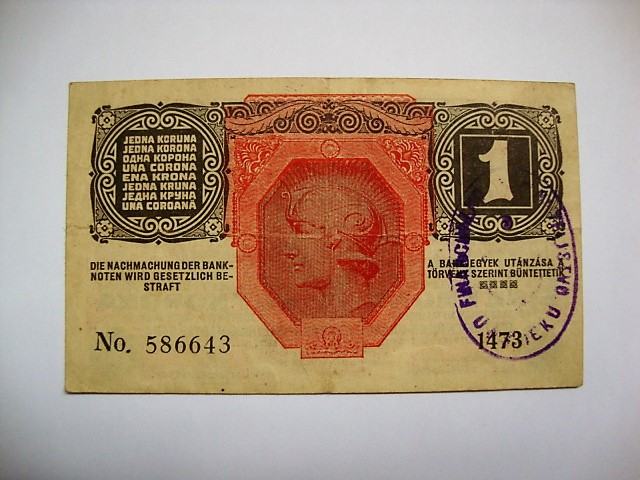 JEDNA KORUNA
JEDNA KORONA
ОДНА КОРОНА
UNA CORONA
ENA KRONA
JEDNA KRUNA
ЈЕДНА КРУНА
UNA COROANĂ
1
DIE NACHMACHUNG DER BANK-
NOTEN WIRD GESETZLICH BE-
STRAFT
A BANKJEGYEK UTÁNZÁSA A
TÖRVÉNY SZERINT BÜNTETTETIK
No. 586643
1473